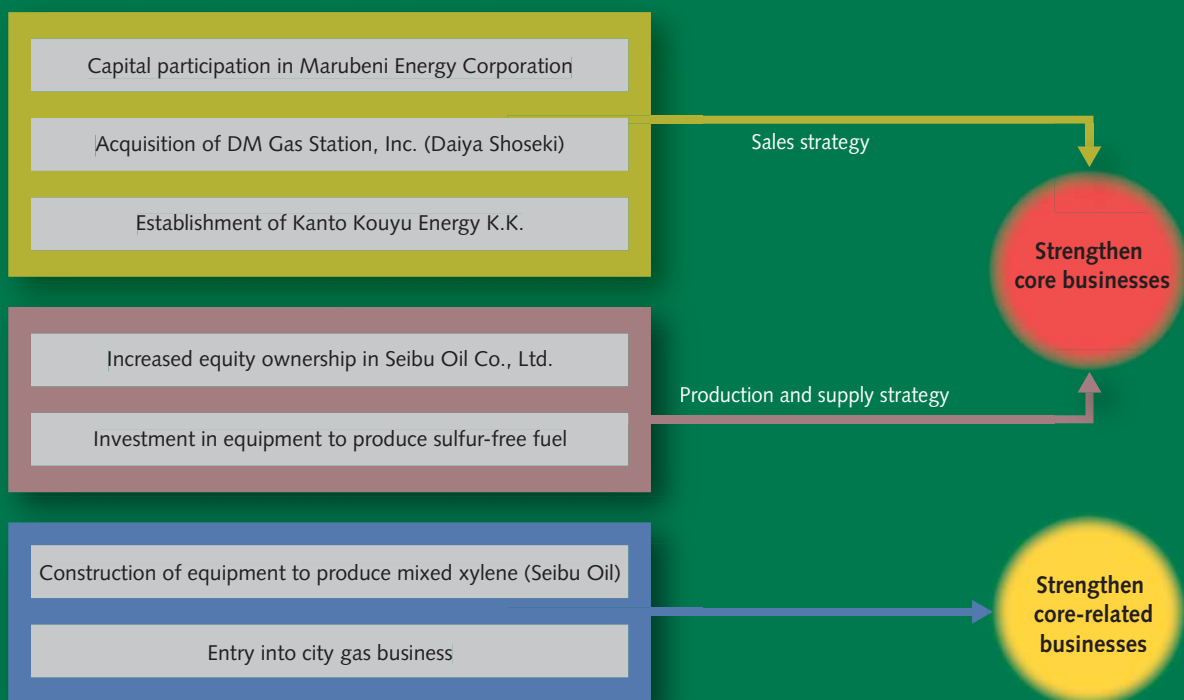 Capital participation in Marubeni Energy Corporation
Acquisition of DM Gas Station, Inc. (Daiya Shoseki)
Establishment of Kanto Kouyu Energy K.K.
Sales strategy
Strengthen
core businesses
Increased equity ownership in Seibu Oil Co., Ltd.
Investment in equipment to produce sulfur-free fuel
Production and supply strategy
Construction of equipment to produce mixed xylene (Seibu Oil)
Entry into city gas business
Strengthen
core-related
businesses